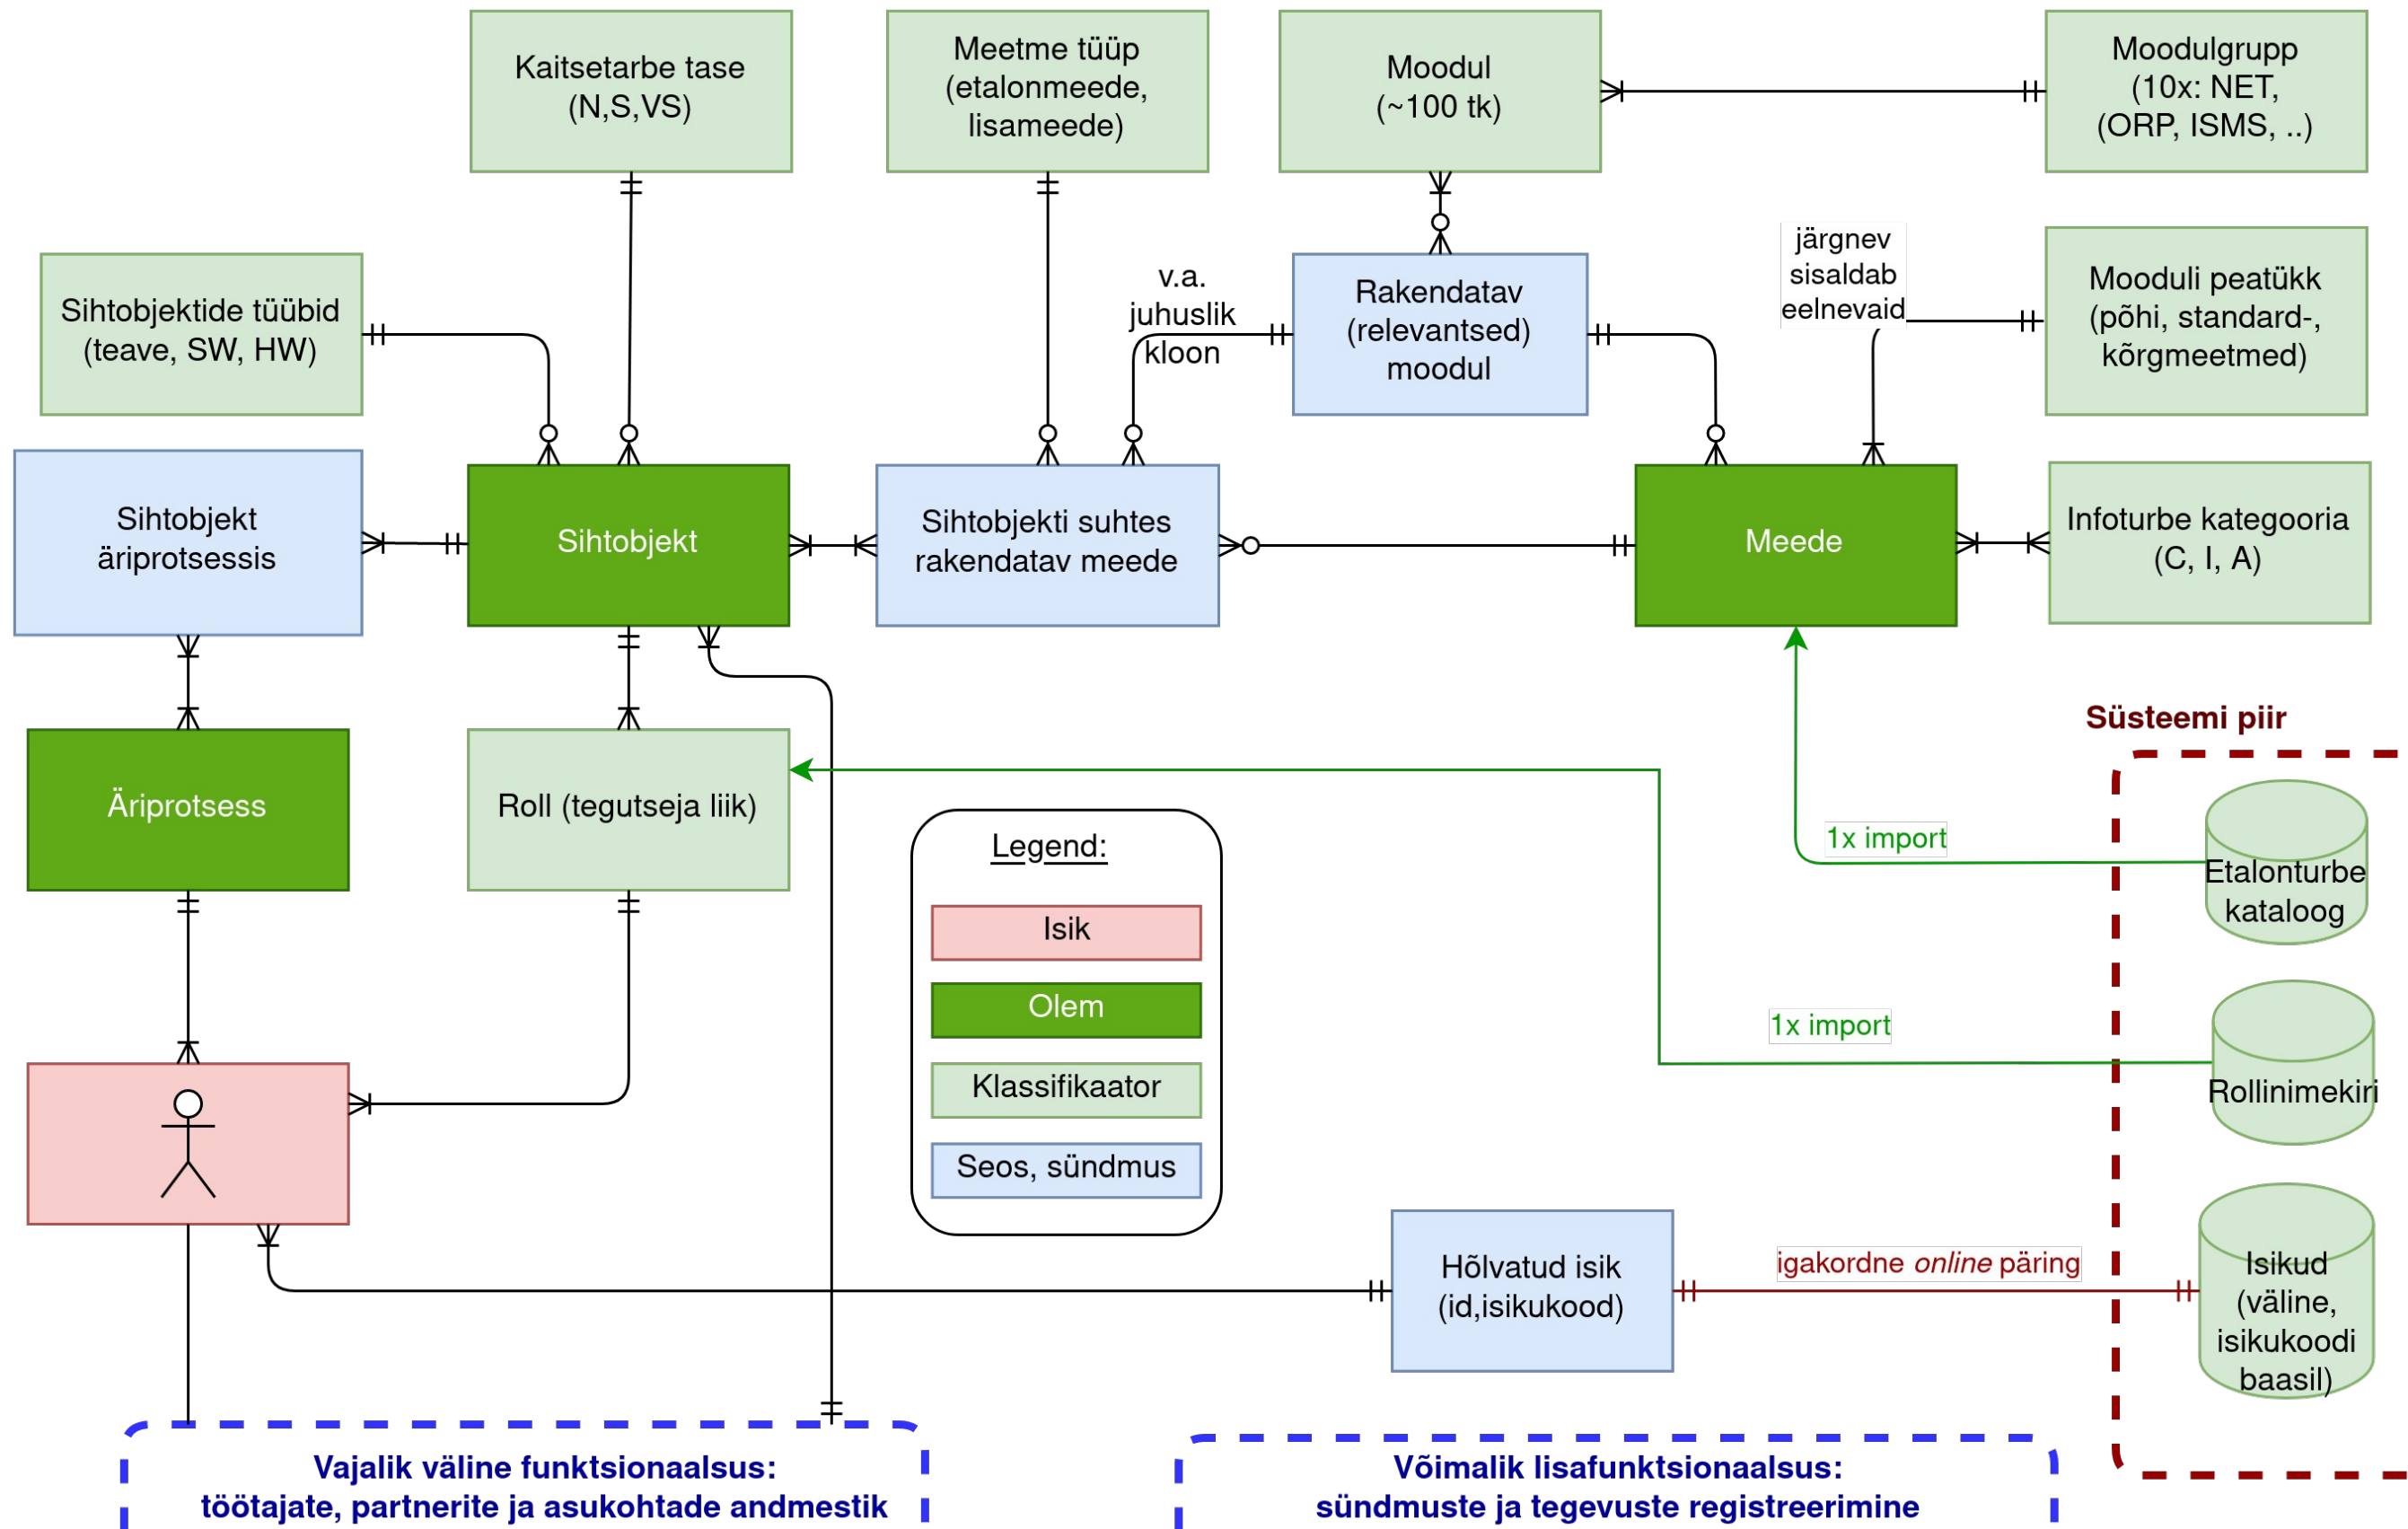 Kaitsetarbe tase
(N,S,VS)
Meetme tüüp
(etalonmeede,
lisameede)
Moodul
(~100 tk)
Moodulgrupp
(10x: NET,
(ORP, ISMS, ..)
Sihtobjektide tüübid
(teave, SW, HW)
v.a.
juhuslik
kloon
Rakendatav
(relevantsed)
moodul
järgnev
sisaldab
eelnevaid
Mooduli peatükk
(põhi, standard-,
kõrgmeetmed)
Sihtobjekt
äriprotsessis
Sihtobjekt
Sihtobjekti suhtes
rakendatav meede
Meede
Infoturbe kategooria
(C, I, A)
Süsteemi piir
Äriprotsess
Roll (tegutseja liik)
Legend:
Isik
Olem
Klassifikaator
Seos, sündmus
1x import
Etalonturbe
kataloog
1x import
Rollinimekiri
Hõlvatud isik
(id,isikukood)
igakordne online päring
Isikud
(väline,
isikukoodi
baasil)
Vajalik väline funktsionaalsus:
töötajate, partnerite ja asukohtade andmestik
Võimalik lisafunktsionaalsus:
sündmuste ja tegevuste registreerimine